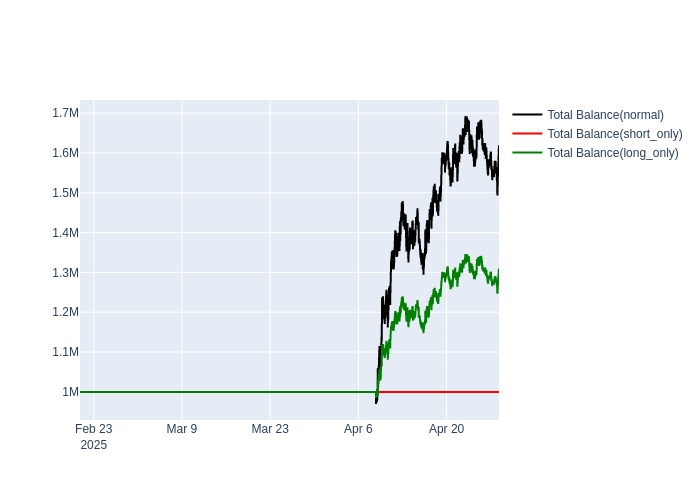 1.7M
1.6M
1.5M
1.4M
1.3M
1.2M
1.1M
1M
Feb 23
2025
Mar 9
Mar 23
Apr 6
Apr 20
Total Balance(normal)
Total Balance(short_only)
Total Balance(long_only)